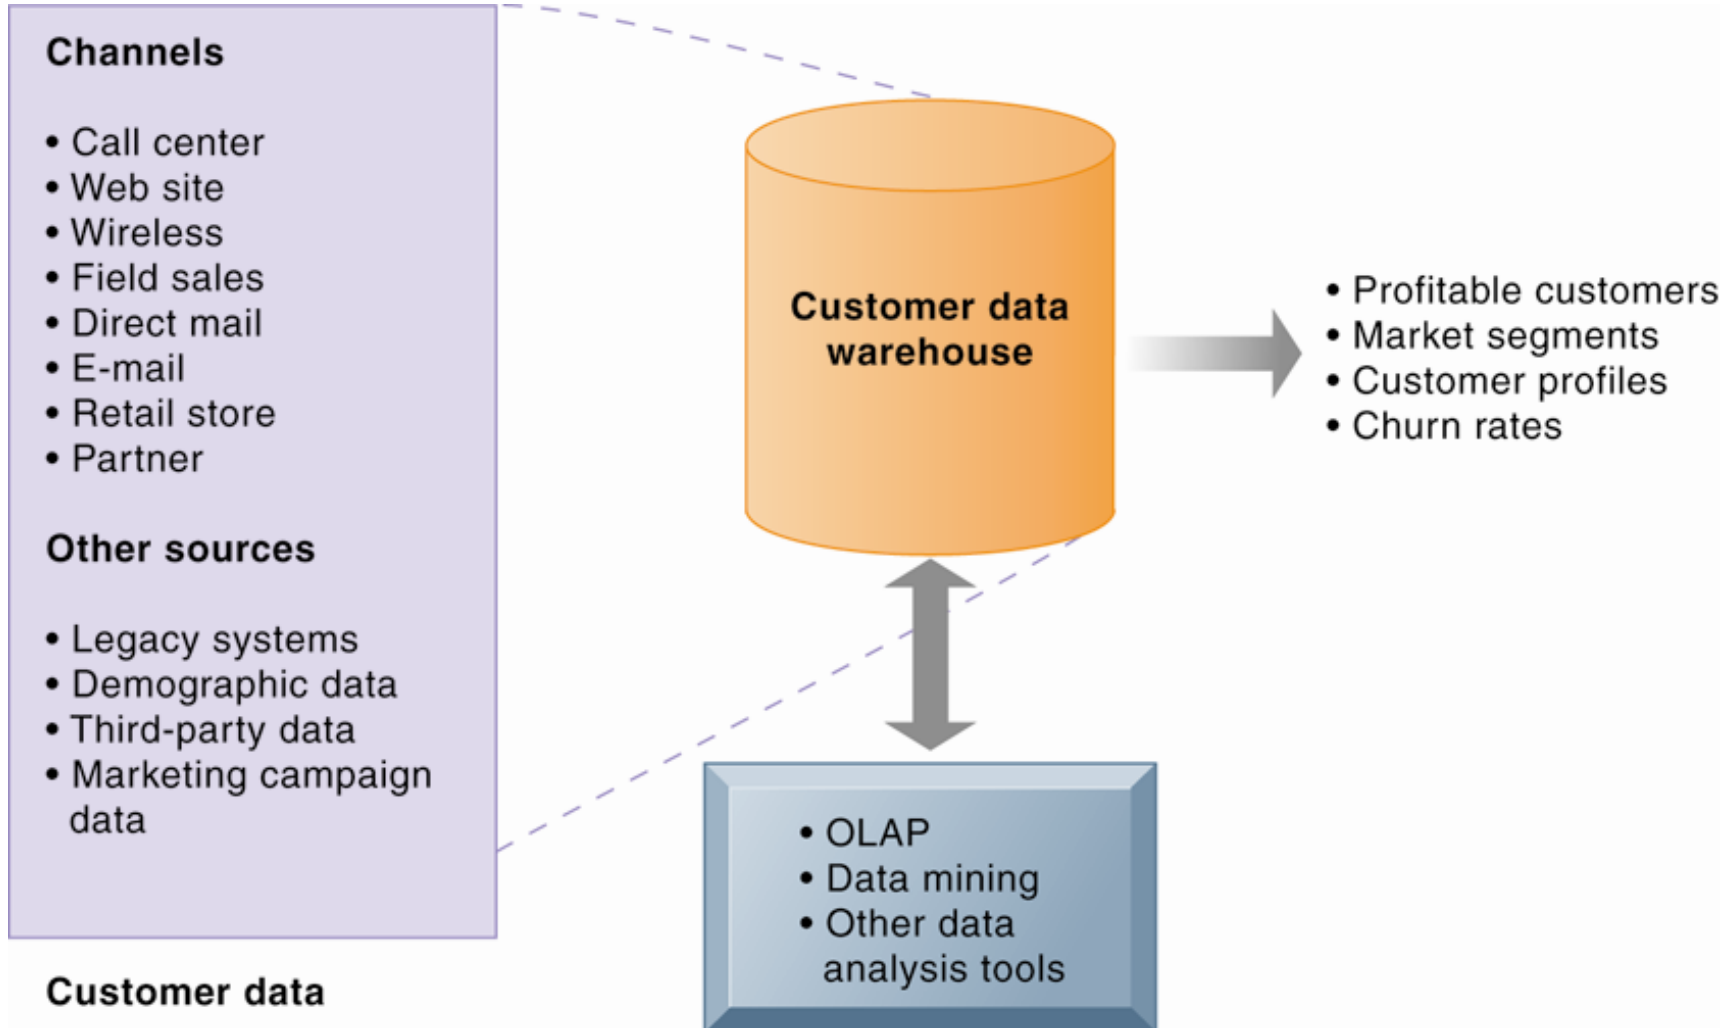 Channels
• Call center
• Web site
• Wireless
• Field sales
• Direct mail
• E-mail
• Retail store
• Partner
Other sources
• Legacy systems
• Demographic data
• Third-party data
• Marketing campaign
data
Customer data
Customer data
warehouse
• Profitable customers
• Market segments
• Customer profiles
• Churn rates
• OLAP
• Data mining
• Other data
analysis tools